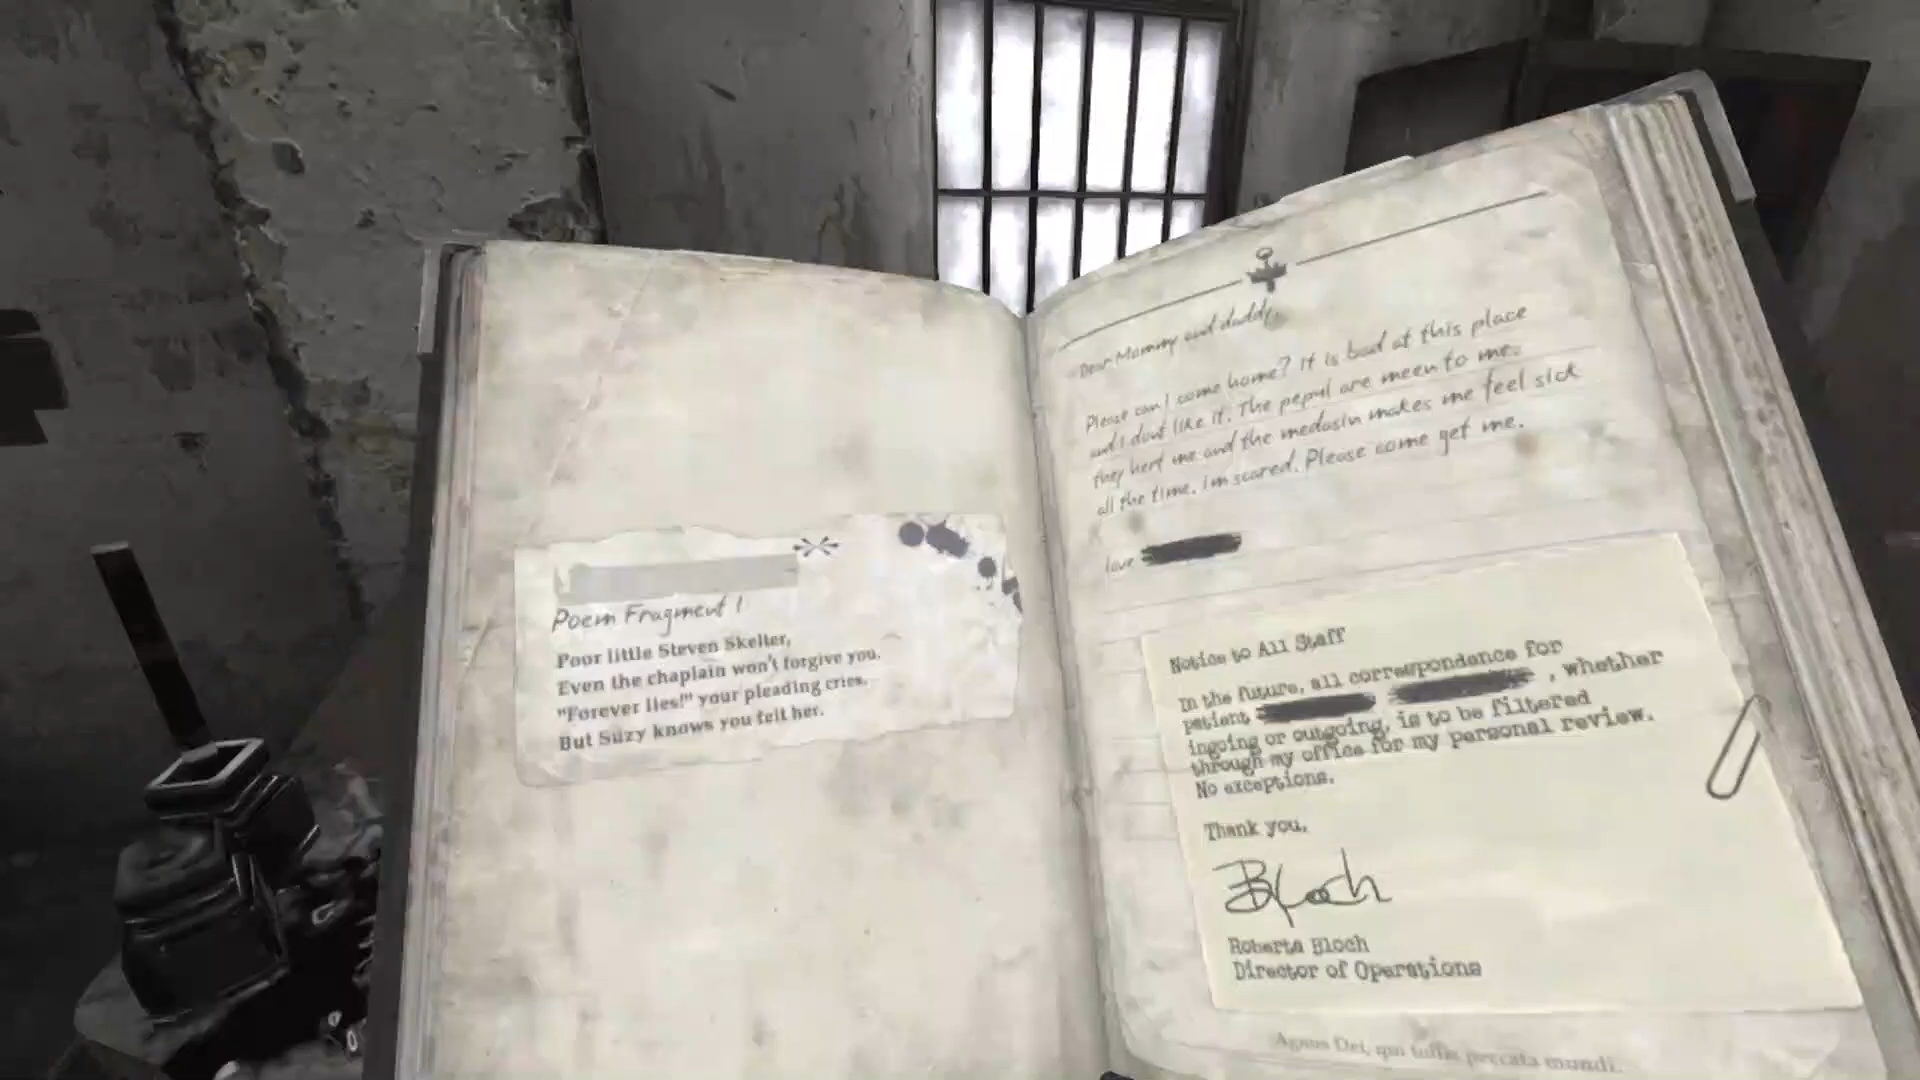 Poem Fragment 1
Poor little Steven Skelter,
Even the chaplain won't forgive you.
"Forever lies!" your pleading cries.
But Suzy knows you felt her.
Dear Mommy and daddy,
Please can I come home? It is bad at this place
and i dont like it. The pepul are meen to me.
they hert me and the medasin makes me feel sick
all the time. im scared. Please come get me.
love
Notice to All Staff
In the future, all correspondence for
patient , whether
ingoing or outgoing, is to be filtered
through my office for my personal review.
No exceptions.
Thank you,
Bloch
Roberta Bloch
Director of Operations
Agnus Dei, qui tollis peccata mundi.